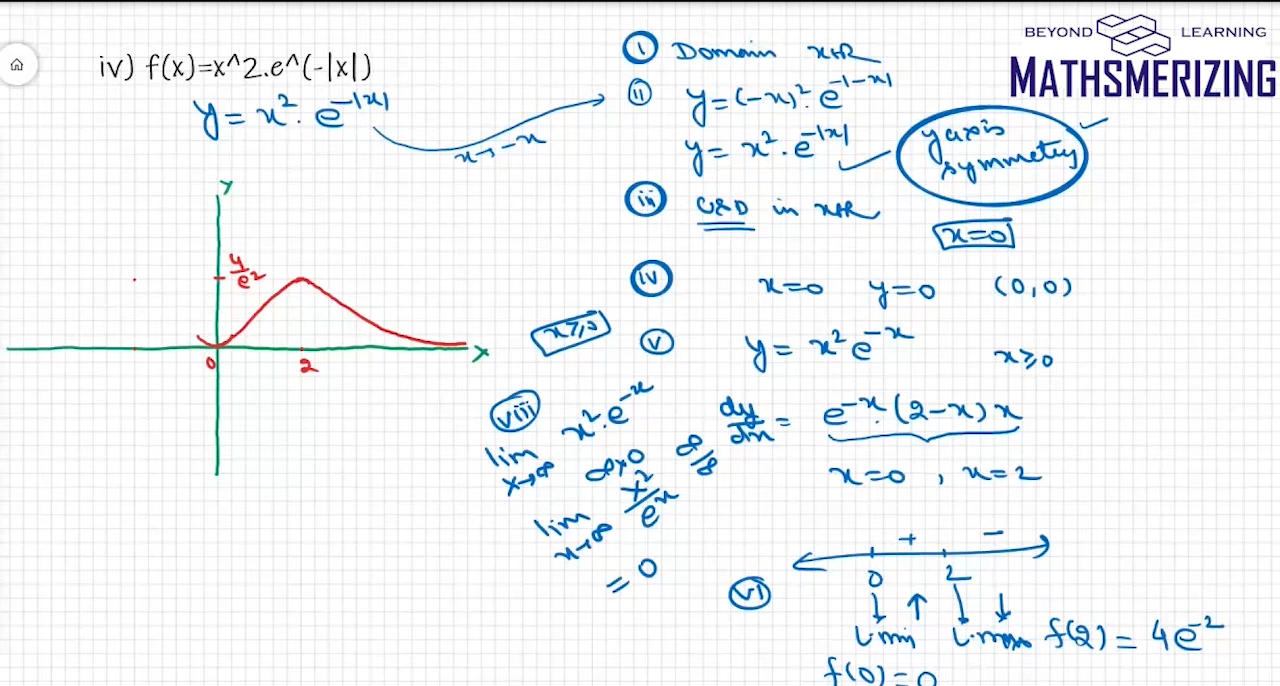 BEYOND LEARNING
MATHSMERIZING
iv) f(x)=x^2.e^(-|x|)
y = x². e^-|x|
x→-x
(i) Domain x∈R
(ii) y=(-x)². e^-|-x|
y = x². e^-|x|
y axis
symmetry
(iii) C&D in x∈R
x=0
(iv) x=0 y=0 (0,0)
x≥0
(v) y = x² e^-x x≥0
dy/dx = e^-x. (2-x) x
x=0 , x=2
(vi)
+ -
0 2
↓ ↑ ↓ ↓
L.min L.max f(2) = 4e^-2
f(0)=0
(viii) x². e^-x
lim x→∞
∞×0 ∞/∞
lim x→∞ x²/e^x
= 0
Y
4/e²
0 2 X